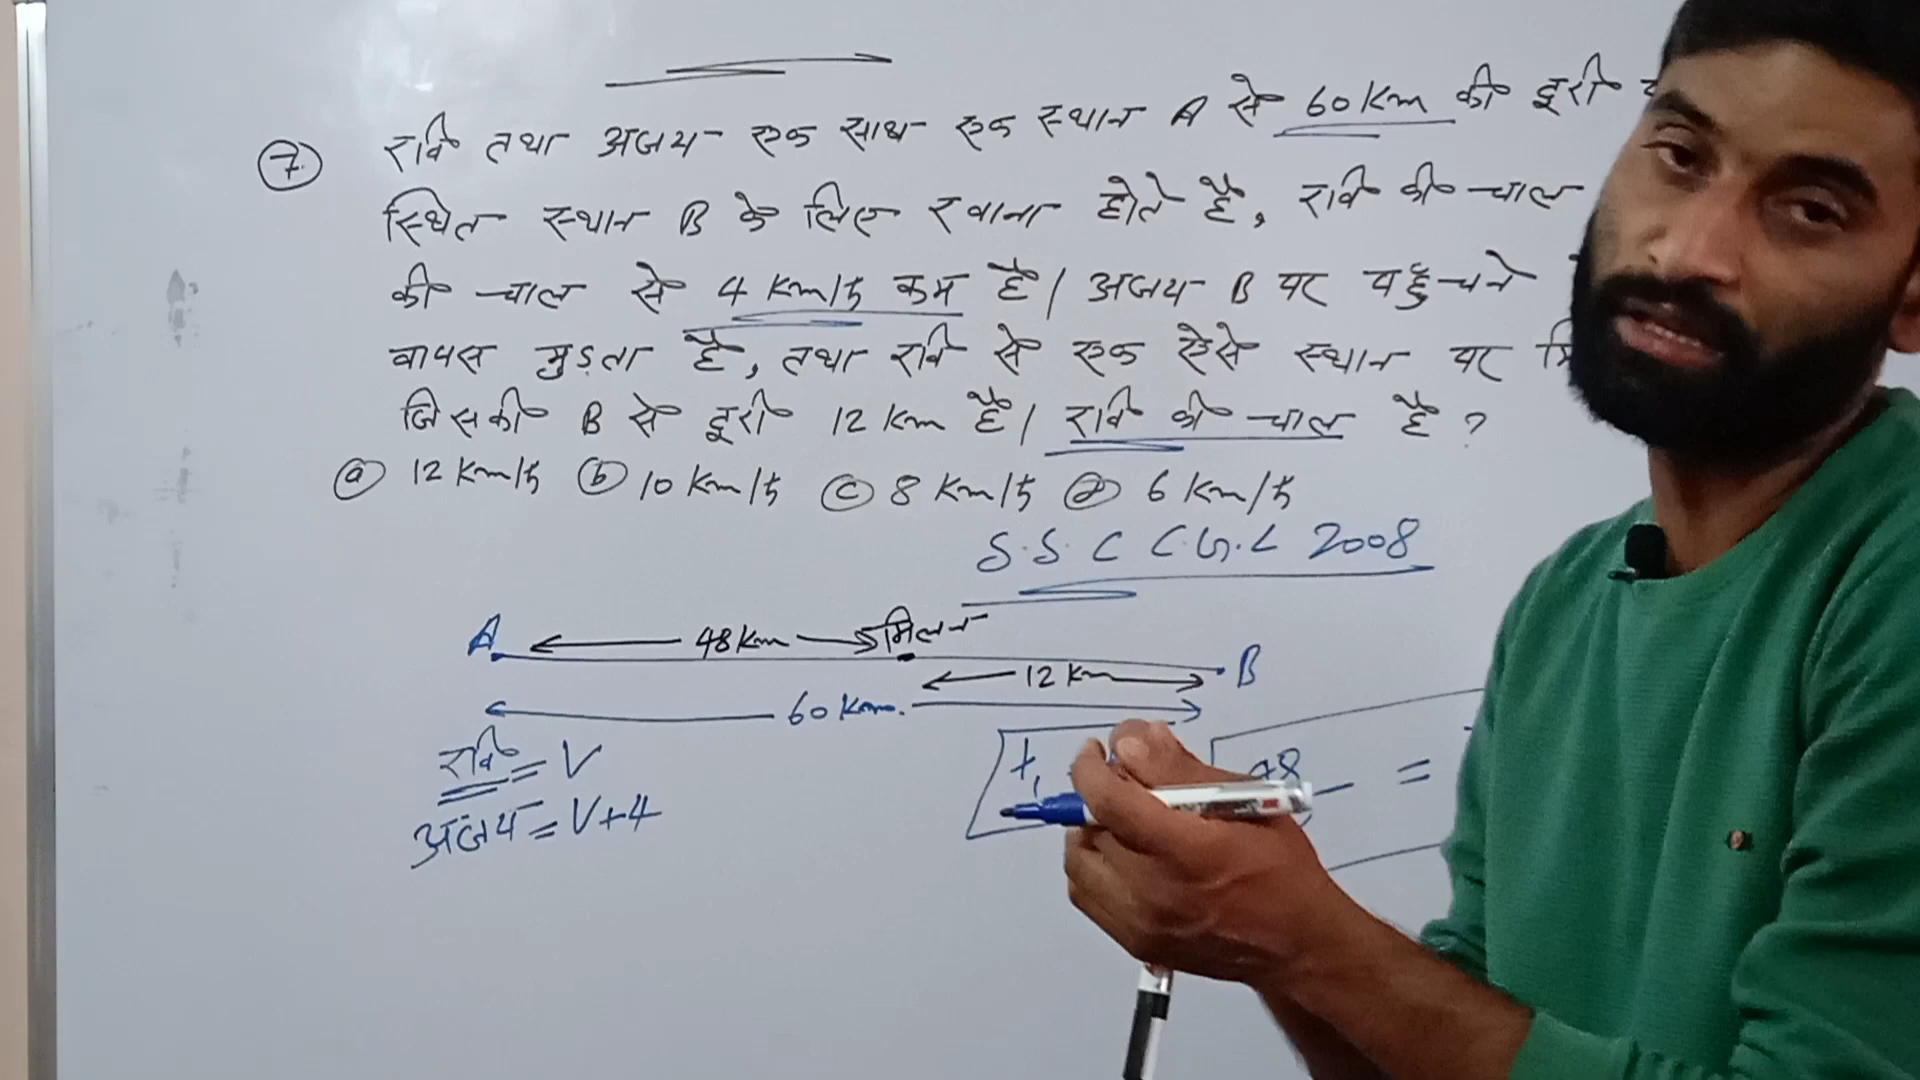 7. रवि तथा अजय एक साथ एक स्थान A से 60 Km की दूरी
स्थित स्थान B के लिए रवाना होते है, रवि की चाल
की चाल से 4 Km/h कम है। अजय B पर पहुचने
वापस मुड़ता है, तथा रवि से एक ऐसे स्थान पर
जिसकी B से दूरी 12 Km है। रवि की चाल है ?
(a) 12 Km/h (b) 10 Km/h (c) 8 Km/h (d) 6 Km/h
S.S.C C.G.L 2008
A 48 Km मिलन
12 Km B
60 Km.
रवि = V
अजय = V+4
t₁
48 =